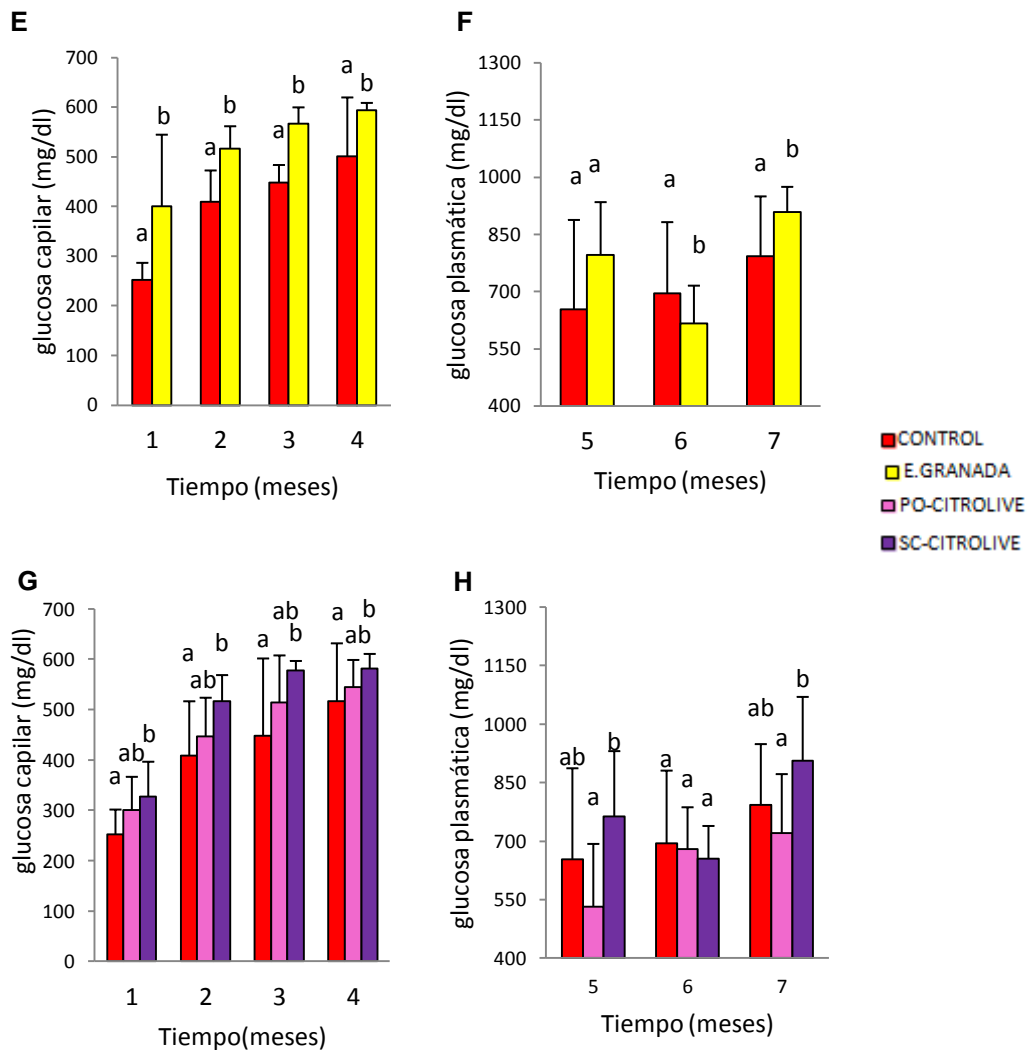 E
glucosa capilar (mg/dl)
700
600
500
400
300
200
100
0
a b a b a b a b
1 2 3 4
Tiempo (meses)
F
glucosa plasmática (mg/dl)
1300
1150
1000
850
700
550
400
a a a b a b
5 6 7
Tiempo (meses)
CONTROL
E.GRANADA
PO-CITROLIVE
SC-CITROLIVE
G
glucosa capilar (mg/dl)
700
600
500
400
300
200
100
0
a ab b a ab b a ab b a ab b
1 2 3 4
Tiempo(meses)
H
glucosa plasmática (mg/dl)
1300
1150
1000
850
700
550
400
ab a b a a a ab a b
5 6 7
Tiempo (meses)